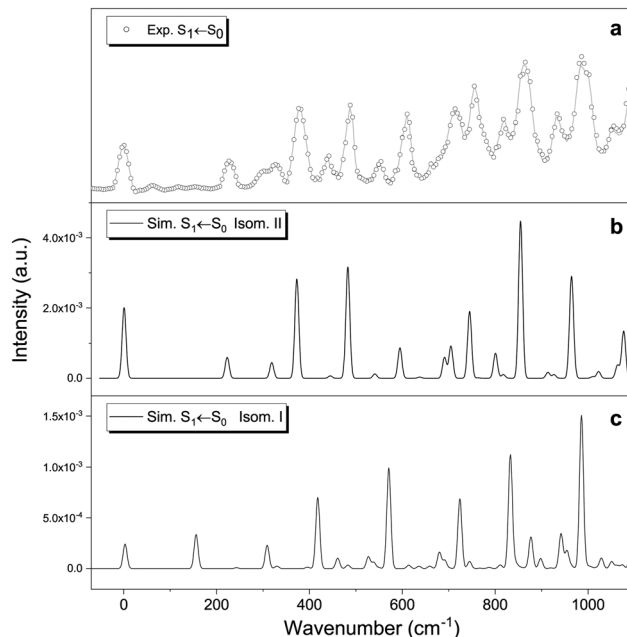 Exp. S₁←S₀
a
Sim. S₁←S₀ Isom. II
b
4.0x10⁻³
2.0x10⁻³
0.0
Sim. S₁←S₀ Isom. I
c
1.5x10⁻³
1.0x10⁻³
5.0x10⁻⁴
0.0
Intensity (a.u.)
0 200 400 600 800 1000
Wavenumber (cm⁻¹)